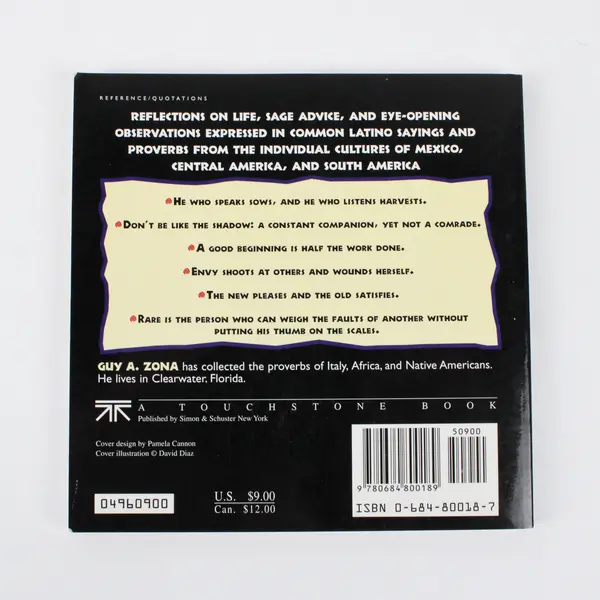 REFERENCE/QUOTATIONS
REFLECTIONS ON LIFE, SAGE ADVICE, AND EYE-OPENING
OBSERVATIONS EXPRESSED IN COMMON LATINO SAYINGS AND
PROVERBS FROM THE INDIVIDUAL CULTURES OF MEXICO,
CENTRAL AMERICA, AND SOUTH AMERICA
HE WHO SPEAKS SOWS, AND HE WHO LISTENS HARVESTS.
DON'T BE LIKE THE SHADOW: A CONSTANT COMPANION, YET NOT A COMRADE.
A GOOD BEGINNING IS HALF THE WORK DONE.
ENVY SHOOTS AT OTHERS AND WOUNDS HERSELF.
THE NEW PLEASES AND THE OLD SATISFIES.
RARE IS THE PERSON WHO CAN WEIGH THE FAULTS OF ANOTHER WITHOUT
PUTTING HIS THUMB ON THE SCALES.
GUY A. ZONA has collected the proverbs of Italy, Africa, and Native Americans.
He lives in Clearwater, Florida.
A TOUCHSTONE BOOK
Published by Simon & Schuster New York
Cover design by Pamela Cannon
Cover illustration © David Diaz
04960900
U.S. $9.00
Can. $12.00
50900
9 780684 800189
ISBN 0-684-80018-7